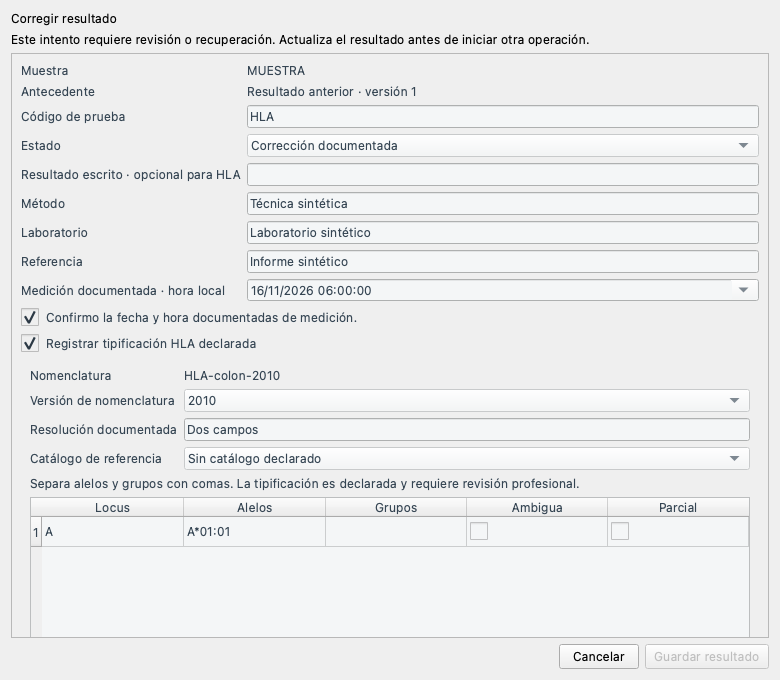 Corregir resultado
Este intento requiere revisión o recuperación. Actualiza el resultado antes de iniciar otra operación.
Muestra MUESTRA
Antecedente Resultado anterior · versión 1
Código de prueba HLA
Estado Corrección documentada
Resultado escrito · opcional para HLA
Método Técnica sintética
Laboratorio Laboratorio sintético
Referencia Informe sintético
Medición documentada · hora local 16/11/2026 06:00:00
Confirmo la fecha y hora documentadas de medición.
Registrar tipificación HLA declarada
Nomenclatura HLA-colon-2010
Versión de nomenclatura 2010
Resolución documentada Dos campos
Catálogo de referencia Sin catálogo declarado
Separa alelos y grupos con comas. La tipificación es declarada y requiere revisión profesional.
Locus Alelos Grupos Ambigua Parcial
1 A A*01:01
Cancelar Guardar resultado